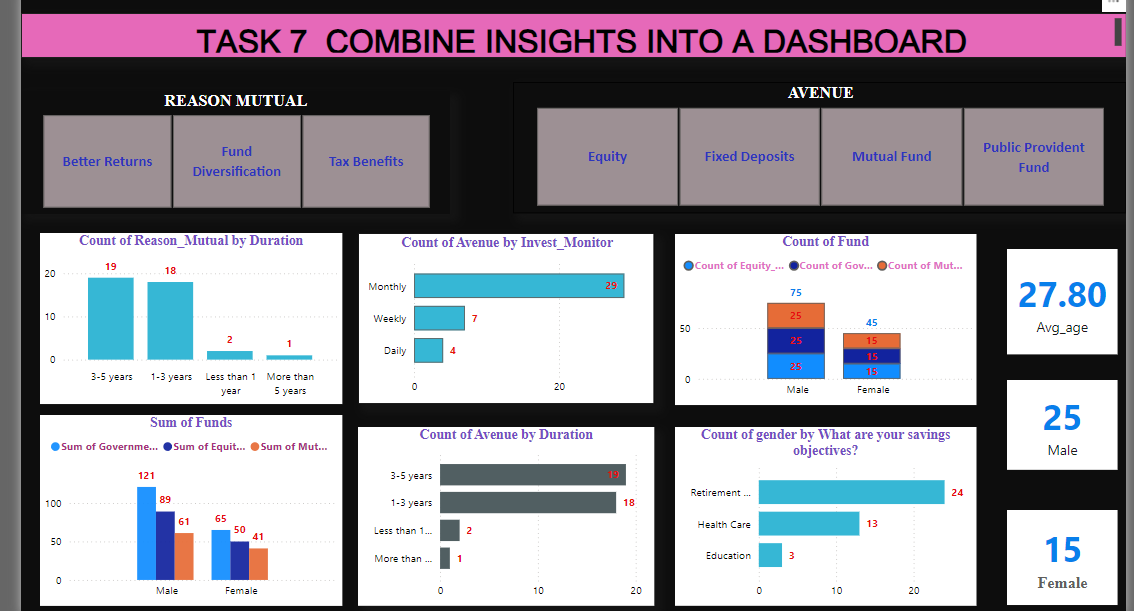 TASK 7 COMBINE INSIGHTS INTO A DASHBOARD
REASON MUTUAL
Better Returns
Fund
Diversification
Tax Benefits
AVENUE
Equity
Fixed Deposits
Mutual Fund
Public Provident
Fund
Count of Reason_Mutual by Duration
20
10
0
19
18
2
1
3-5 years
1-3 years
Less than 1
year
More than
5 years
Count of Avenue by Invest_Monitor
Monthly
29
Weekly
7
Daily
4
0
20
Count of Fund
Count of Equity_...
Count of Gov...
Count of Mut...
50
0
75
25
25
25
45
15
15
15
Male
Female
27.80
Avg_age
25
Male
15
Female
Sum of Funds
Sum of Governme...
Sum of Equit...
Sum of Mut...
100
50
0
121
89
61
65
50
41
Male
Female
Count of Avenue by Duration
3-5 years
19
1-3 years
18
Less than 1...
2
More than ...
1
0
10
20
Count of gender by What are your savings
objectives?
Retirement ...
24
Health Care
13
Education
3
0
10
20